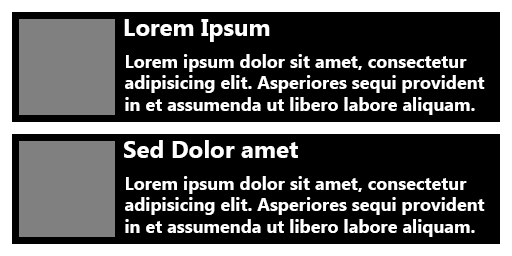 Lorem Ipsum
Lorem ipsum dolor sit amet, consectetur
adipisicing elit. Asperiores sequi provident
in et assumenda ut libero labore aliquam.
Sed Dolor amet
Lorem ipsum dolor sit amet, consectetur
adipisicing elit. Asperiores sequi provident
in et assumenda ut libero labore aliquam.